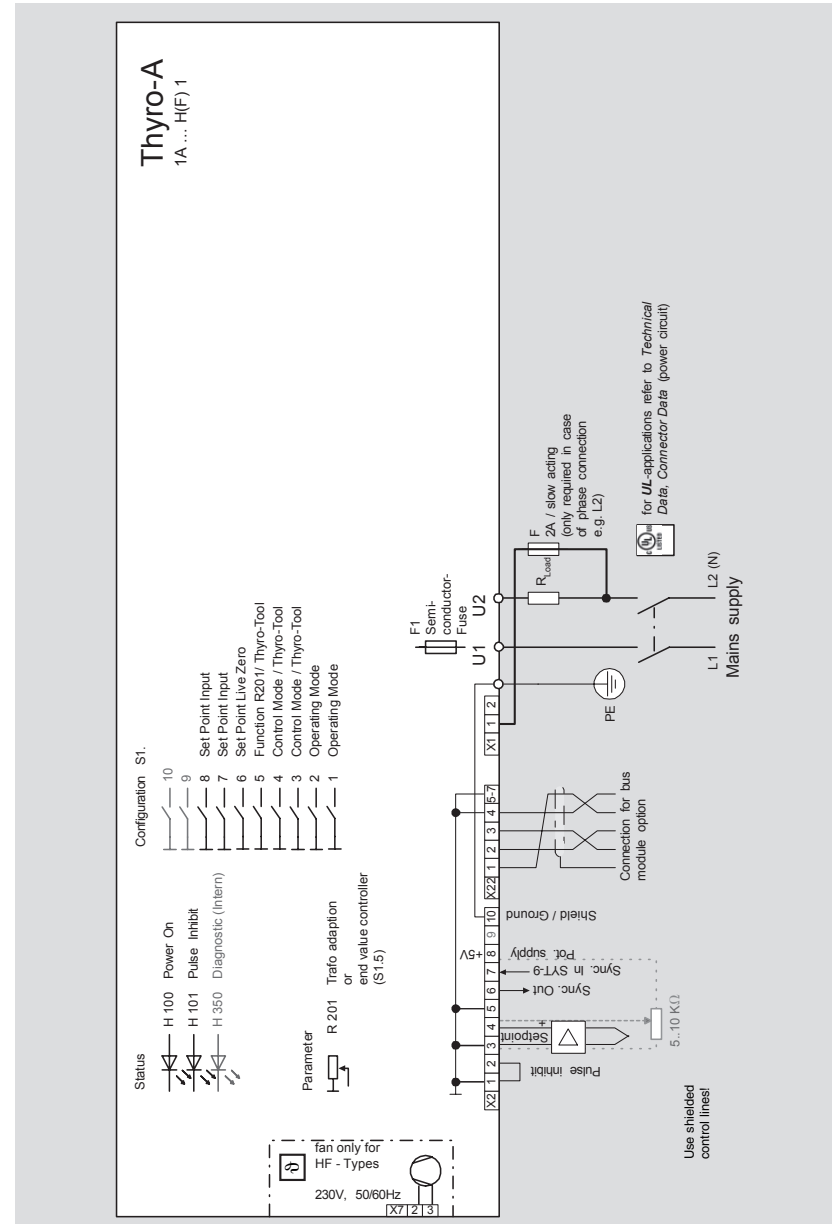 Thyro-A
1A ... H(F) 1
Configuration S1.
10
9
8 Set Point Input
7 Set Point Input
6 Set Point Live Zero
5 Function R201/ Thyro-Tool
4 Control Mode / Thyro-Tool
3 Control Mode / Thyro-Tool
2 Operating Mode
1 Operating Mode
Status
H 100 Power On
H 101 Pulse Inhibit
H 350 Diagnostic (Intern)
Parameter
R 201 Trafo adaption
or
end value controller
(S1.5)
ϑ
fan only for
HF - Types
230V, 50/60Hz
X7 2 3
F1
Semi-
conductor-
Fuse
U1
U2
X2 1 2 3 4 5 6 7 8 9 10
X22 1 2 3 4 5-7
X1 1 2
+5V
Pulse inhibit
Setpoint
+
Sync. Out
Sync. In SYT-9
Pot. supply
Shield / Ground
5..10 KΩ
Connection for bus
module option
PE
RLoad
F
2A / slow acting
(only required in case
of phase connection
e.g. L2)
L1
L2 (N)
Mains supply
C UL US
LISTED
for UL-applications refer to Technical
Data, Connector Data (power circuit)
Use shielded
control lines!